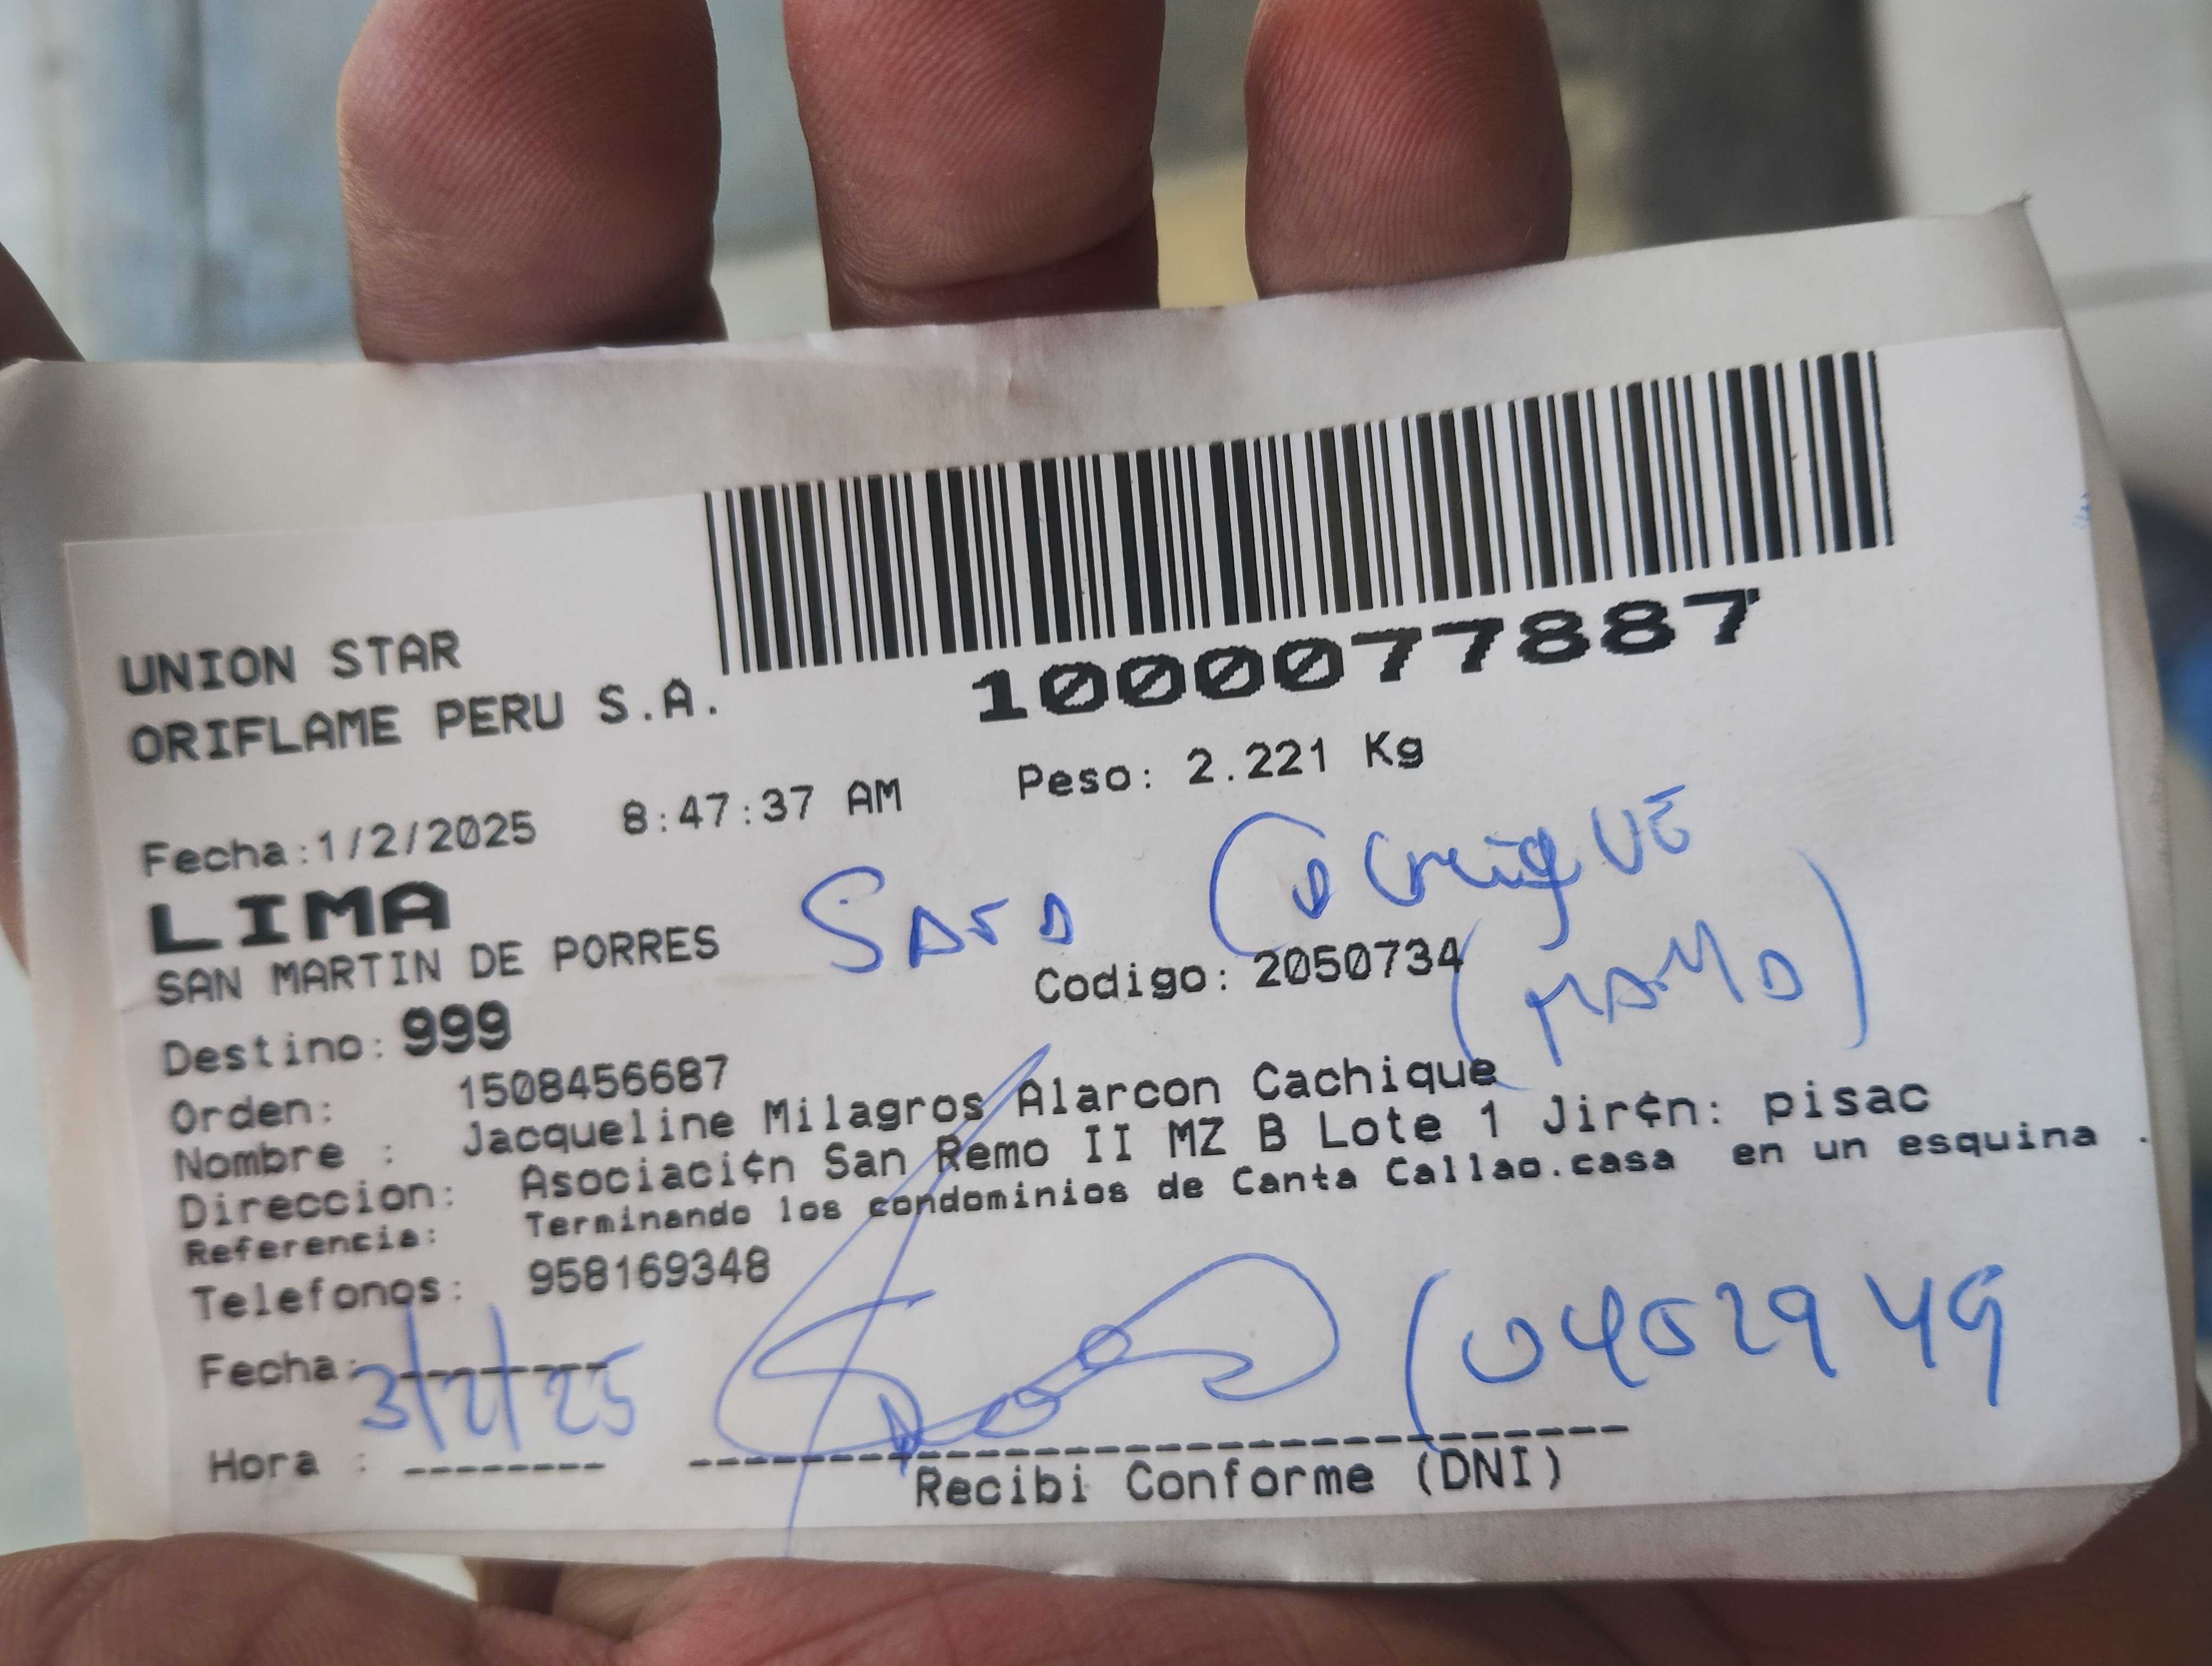 1000077887
UNION STAR
ORIFLAME PERU S.A.
Fecha:1/2/2025 8:47:37 AM Peso: 2.221 Kg
LIMA
SAN MARTIN DE PORRES
SARA CACHIQUE
(MAMA)
Destino: 999 Codigo: 2050734
Orden: 1508456687
Nombre : Jacqueline Milagros Alarcon Cachique
Direccion: Asociaci¢n San Remo II MZ B Lote 1 Jir¢n: pisac
Referencia: Terminando los condominios de Canta Callao.casa en un esquina .
Telefonos: 958169348
Fecha: 3/2/25
Hora :
Recibi Conforme (DNI)